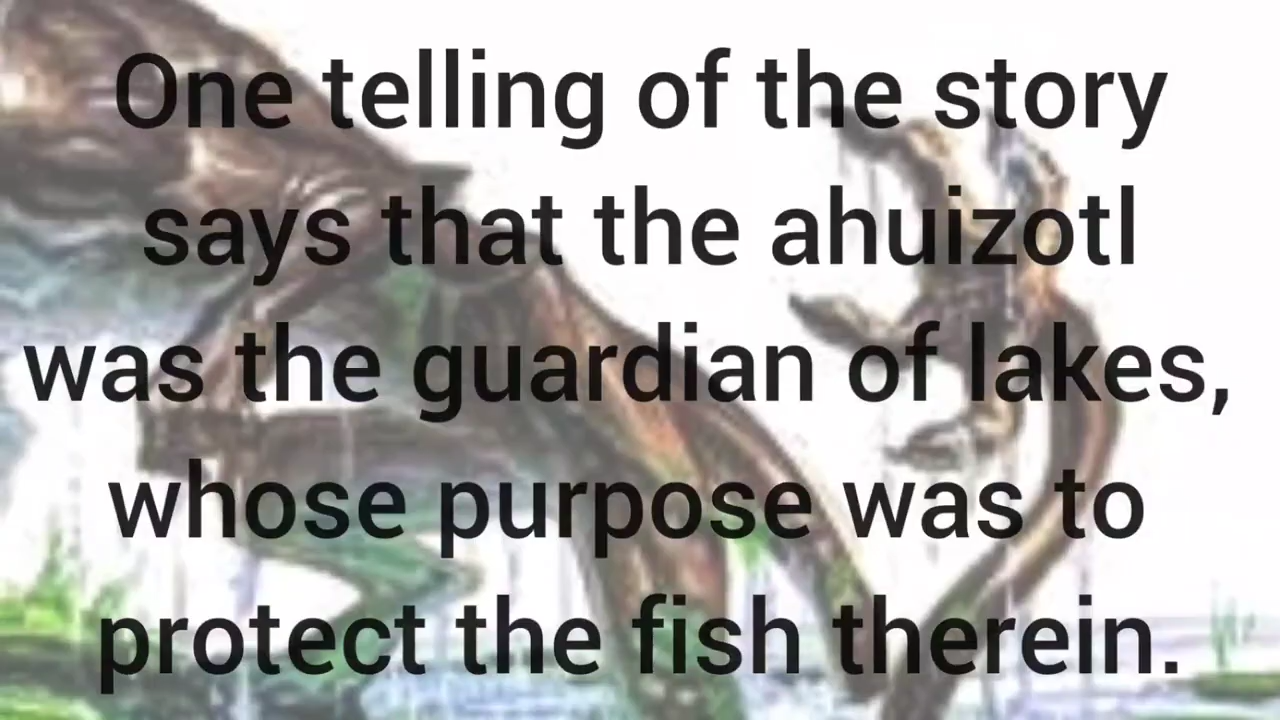 One telling of the story
says that the ahuizotl
was the guardian of lakes,
whose purpose was to
protect the fish therein.